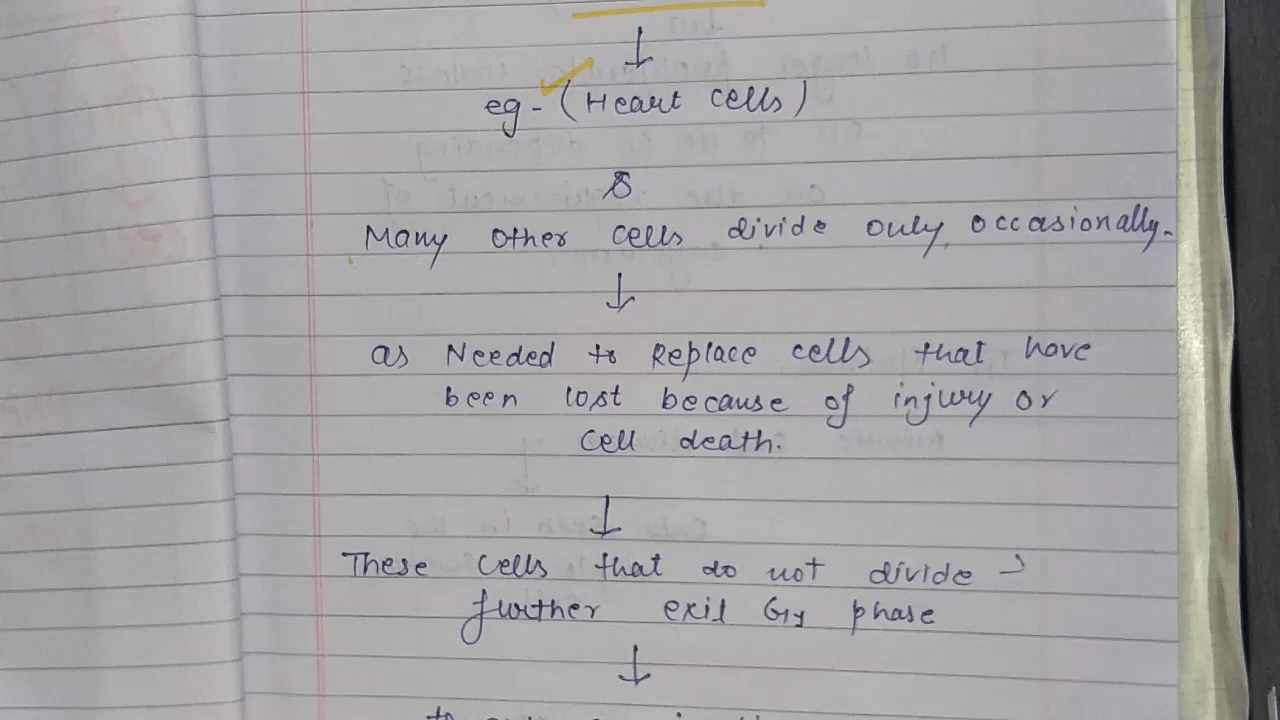 eg - (Heart cells)
&
Many other cells divide only occasionally.
as Needed to Replace cells that have
been lost because of injury or
cell death.
These cells that do not divide
further exit G1 phase